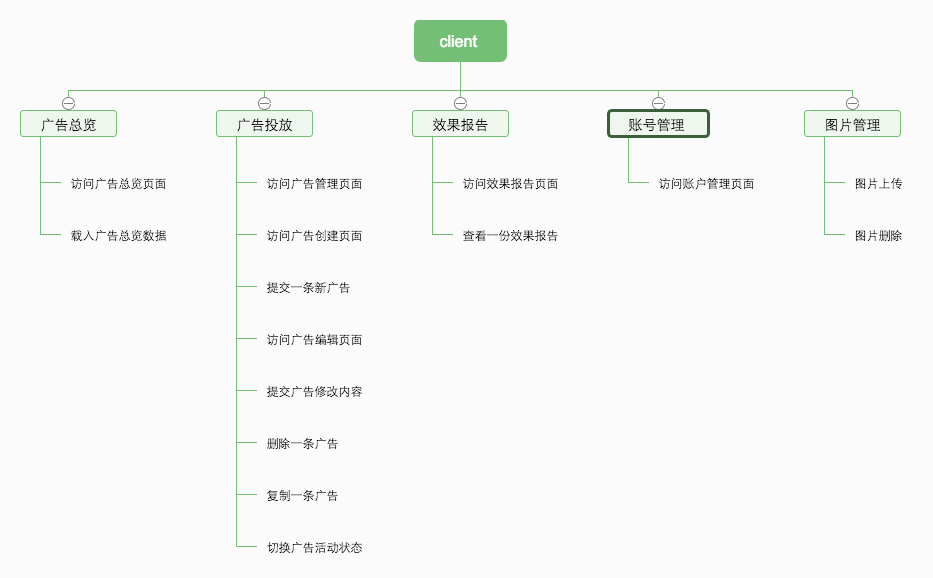 client
广告总览
广告投放
效果报告
账号管理
图片管理
访问广告总览页面
载入广告总览数据
访问广告管理页面
访问广告创建页面
提交一条新广告
访问广告编辑页面
提交广告修改内容
删除一条广告
复制一条广告
切换广告活动状态
访问效果报告页面
查看一份效果报告
访问账户管理页面
图片上传
图片删除